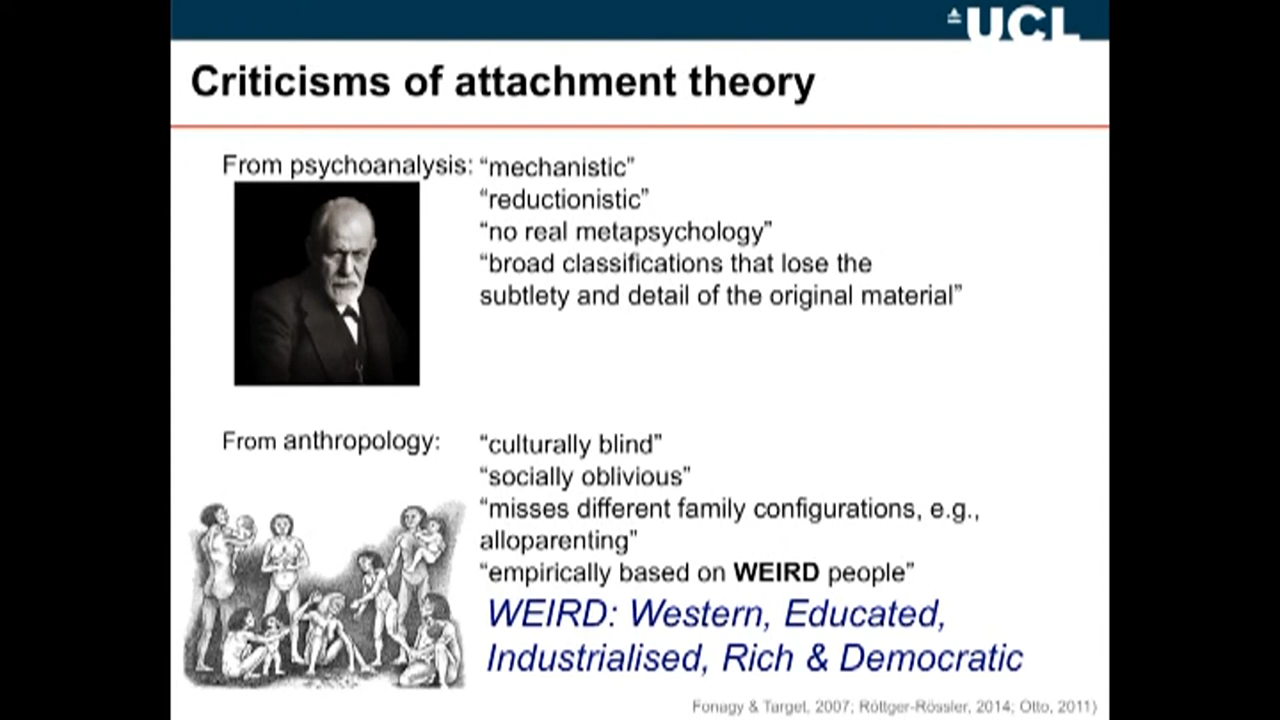 UCL
Criticisms of attachment theory
From psychoanalysis: “mechanistic”
“reductionistic”
“no real metapsychology”
“broad classifications that lose the
subtlety and detail of the original material”
From anthropology: “culturally blind”
“socially oblivious”
“misses different family configurations, e.g.,
alloparenting”
“empirically based on WEIRD people”
WEIRD: Western, Educated,
Industrialised, Rich & Democratic
Fonagy & Target, 2007; Röttger-Rössler, 2014; Otto, 2011)